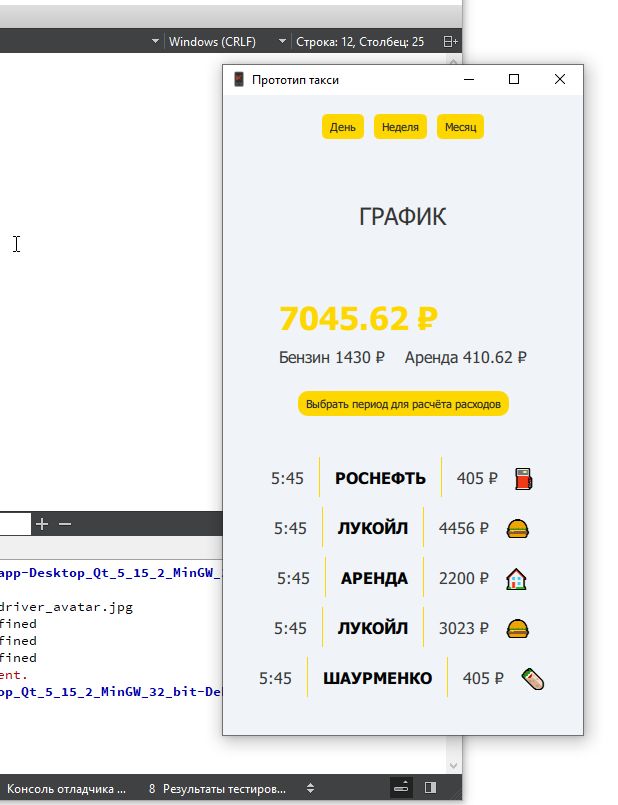 Windows (CRLF)
Строка: 12, Столбец: 25
Прототип такси
День Неделя Месяц
ГРАФИК
7045.62 ₽
Бензин 1430 ₽ Аренда 410.62 ₽
Выбрать период для расчёта расходов
5:45 РОСНЕФТЬ 405 ₽
5:45 ЛУКОЙЛ 4456 ₽
5:45 АРЕНДА 2200 ₽
5:45 ЛУКОЙЛ 3023 ₽
5:45 ШАУРМЕНКО 405 ₽
app-Desktop_Qt_5_15_2_MinGW_
driver_avatar.jpg
fined
fined
fined
ent.
op_Qt_5_15_2_MinGW_32_bit-De
Консоль отладчика ... 8 Результаты тестиров...